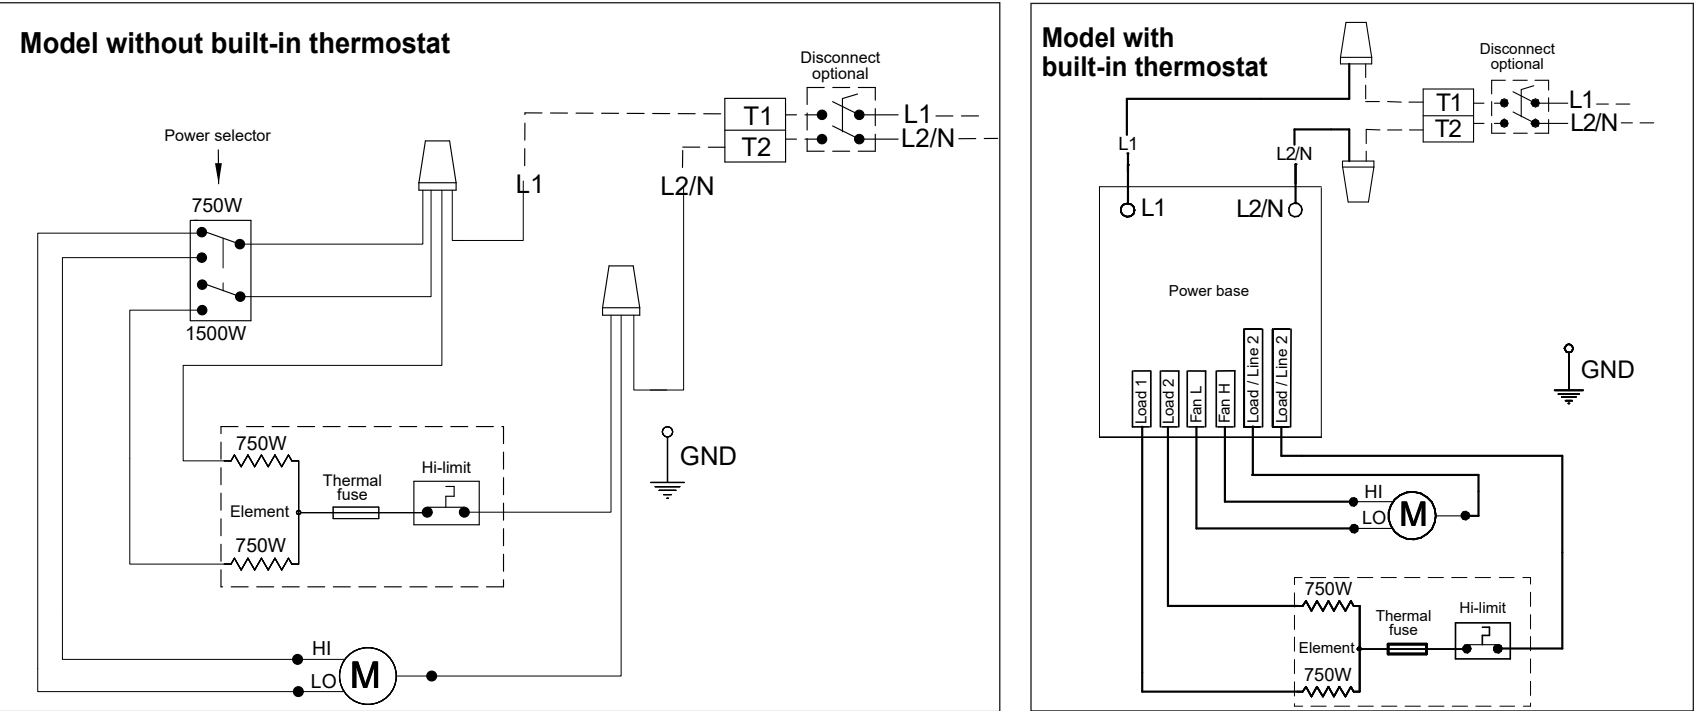 Model without built-in thermostat
Disconnect
optional
T1
T2
L1
L2/N
Power selector
750W
1500W
L1
L2/N
750W
Thermal
fuse
Hi-limit
Element
750W
GND
HI
LO
M
Model with
built-in thermostat
Disconnect
optional
T1
T2
L1
L2/N
L1
L2/N
L1
L2/N
Power base
Load 1
Load 2
Fan L
Fan H
Load / Line 2
Load / Line 2
GND
HI
LO
M
750W
Thermal
fuse
Hi-limit
Element
750W